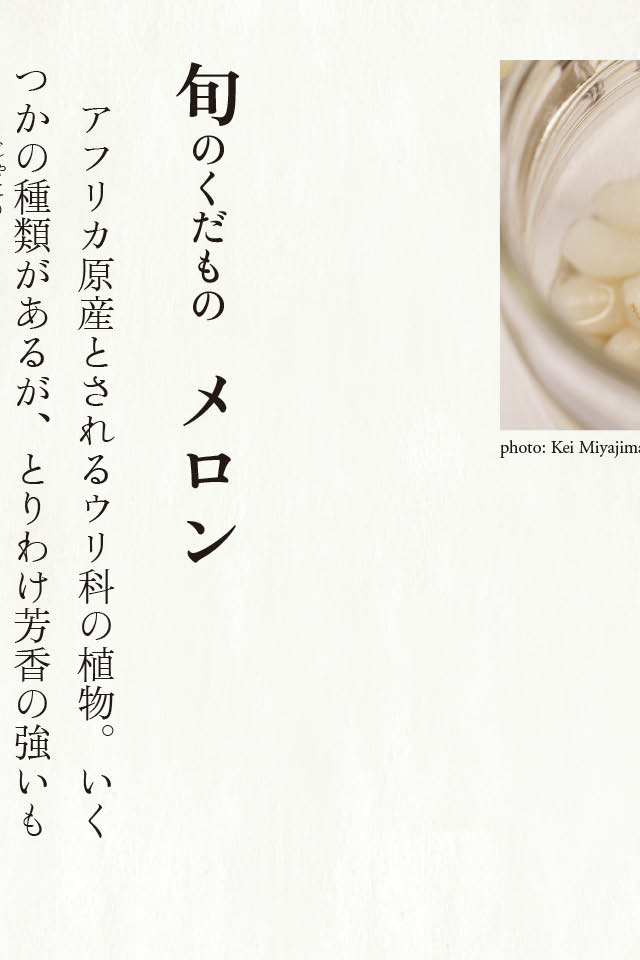 photo: Kei Miyajima
旬のくだもの メロン
アフリカ原産とされるウリ科の植物。いく
つかの種類があるが、とりわけ芳香の強いも